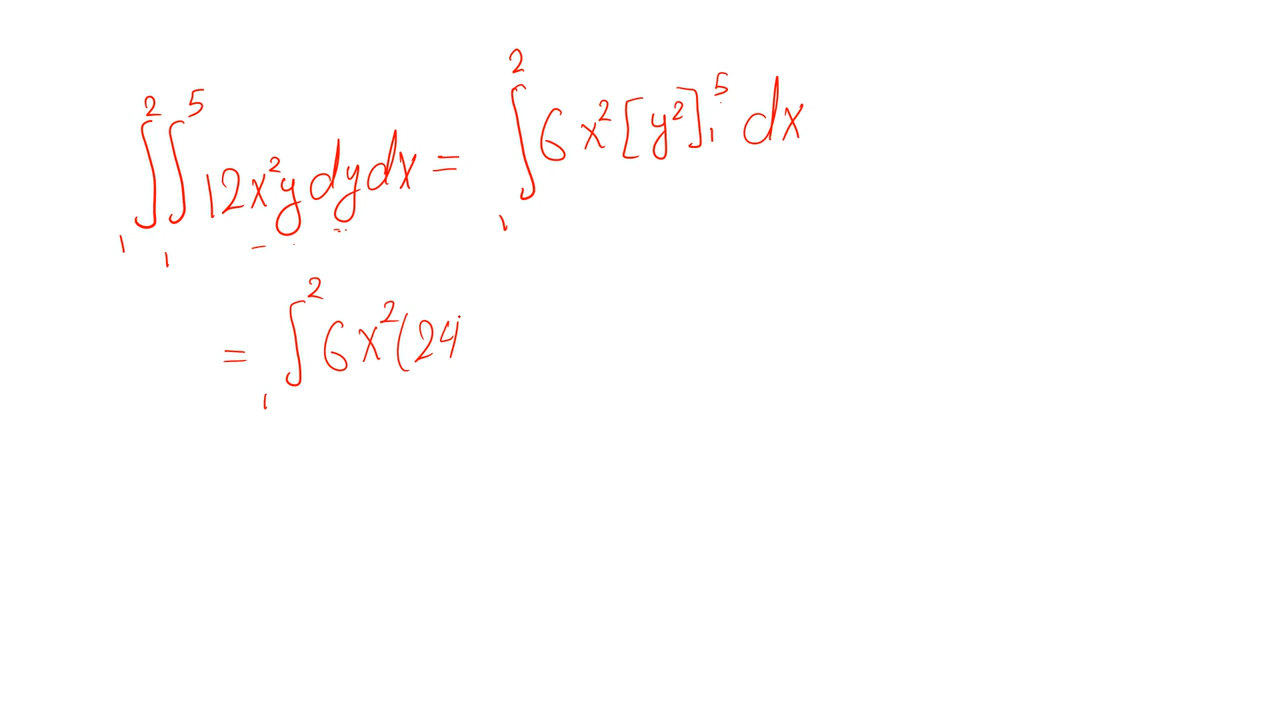 ∫₁² ∫₁⁵ 12x²y dy dx = ∫₁² 6x² [y²]₁⁵ dx
= ∫₁² 6x² (24